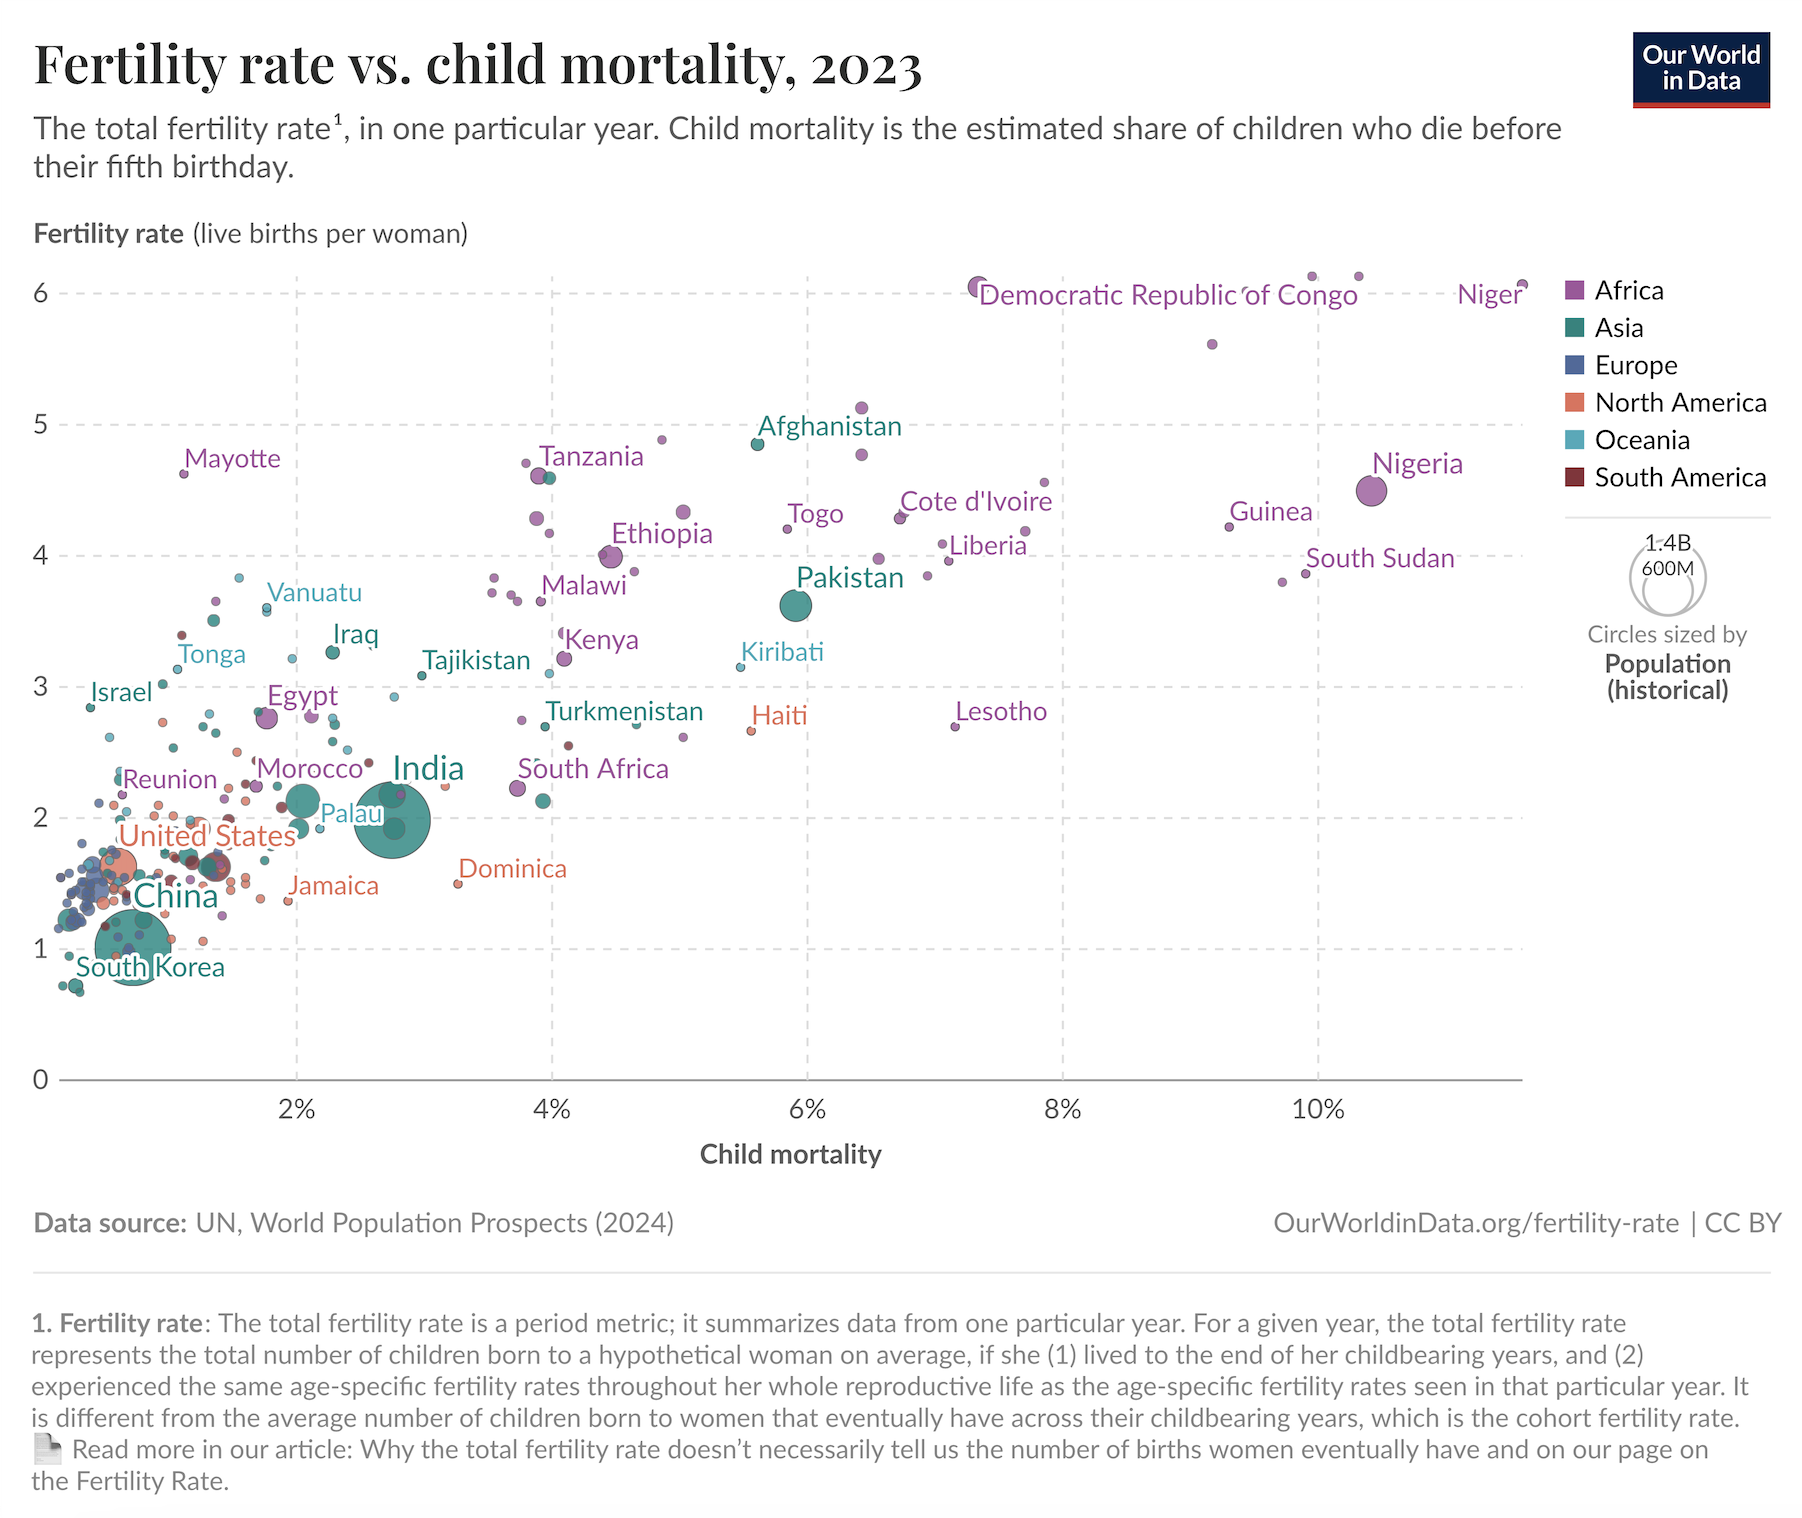 Fertility rate vs. child mortality, 2023
Our World
in Data
The total fertility rate¹, in one particular year. Child mortality is the estimated share of children who die before
their fifth birthday.
Fertility rate (live births per woman)
6
5
4
3
2
1
0
2%
4%
6%
8%
10%
Child mortality
Democratic Republic of Congo
Niger
Afghanistan
Mayotte
Tanzania
Nigeria
Cote d'Ivoire
Togo
Guinea
Ethiopia
Liberia
South Sudan
Pakistan
Malawi
Vanuatu
Iraq
Kenya
Tonga
Kiribati
Tajikistan
Israel
Egypt
Turkmenistan
Haiti
Lesotho
Reunion
Morocco
India
South Africa
Palau
United States
Dominica
Jamaica
China
South Korea
Africa
Asia
Europe
North America
Oceania
South America
1.4B
600M
Circles sized by
Population
(historical)
Data source: UN, World Population Prospects (2024)
OurWorldinData.org/fertility-rate | CC BY
1. Fertility rate: The total fertility rate is a period metric; it summarizes data from one particular year. For a given year, the total fertility rate
represents the total number of children born to a hypothetical woman on average, if she (1) lived to the end of her childbearing years, and (2)
experienced the same age-specific fertility rates throughout her whole reproductive life as the age-specific fertility rates seen in that particular year. It
is different from the average number of children born to women that eventually have across their childbearing years, which is the cohort fertility rate.
Read more in our article: Why the total fertility rate doesn’t necessarily tell us the number of births women eventually have and on our page on
the Fertility Rate.